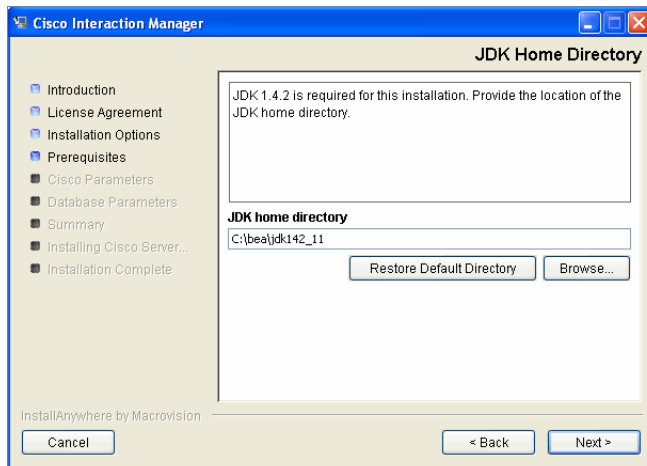 Cisco Interaction Manager
JDK Home Directory
Introduction
License Agreement
Installation Options
Prerequisites
Cisco Parameters
Database Parameters
Summary
Installing Cisco Server...
Installation Complete
JDK 1.4.2 is required for this installation. Provide the location of the
JDK home directory.
JDK home directory
C:\bea\jdk142_11
Restore Default Directory
Browse...
InstallAnywhere by Macrovision
Cancel
< Back
Next >